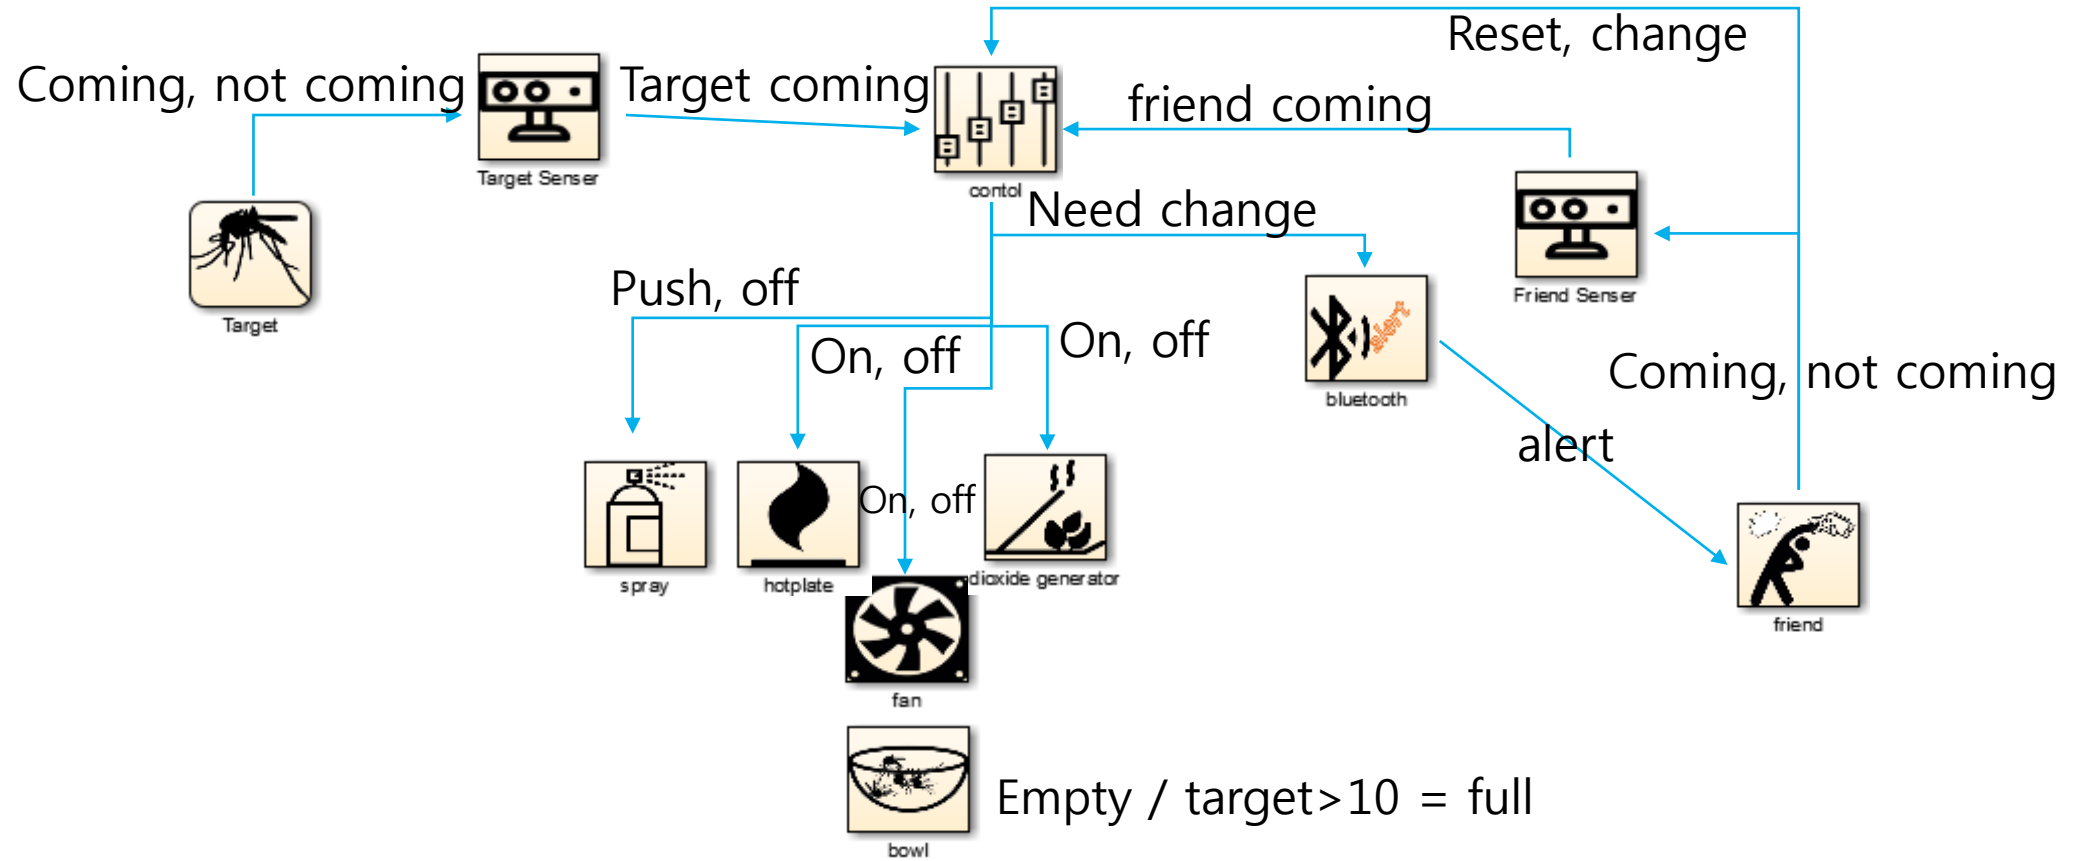 Reset, change
Coming, not coming
Target coming
friend coming
Target Senser
contol
Need change
Push, off
Friend Senser
Target
On, off
On, off
alert
bluetooth
Coming, not coming
alert
On, off
spray
hotplate
dioxide generator
friend
fan
Empty / target>10 = full
bowl